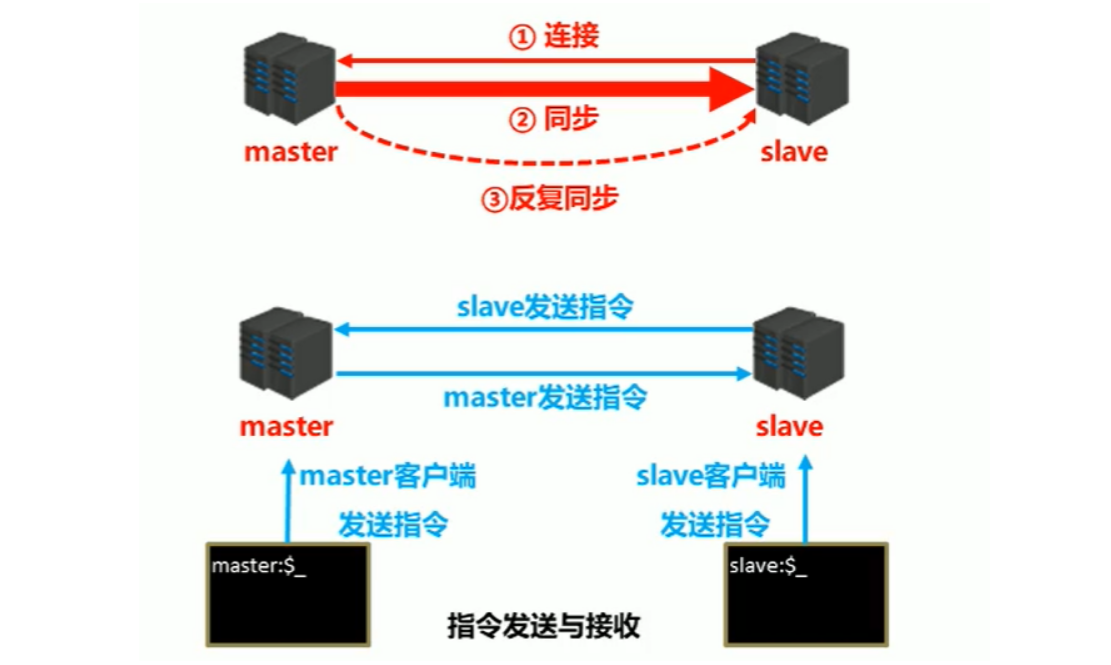 ① 连接
② 同步
master
slave
③反复同步
slave发送指令
master发送指令
master
slave
master客户端
发送指令
slave客户端
发送指令
master:$_
slave:$_
指令发送与接收